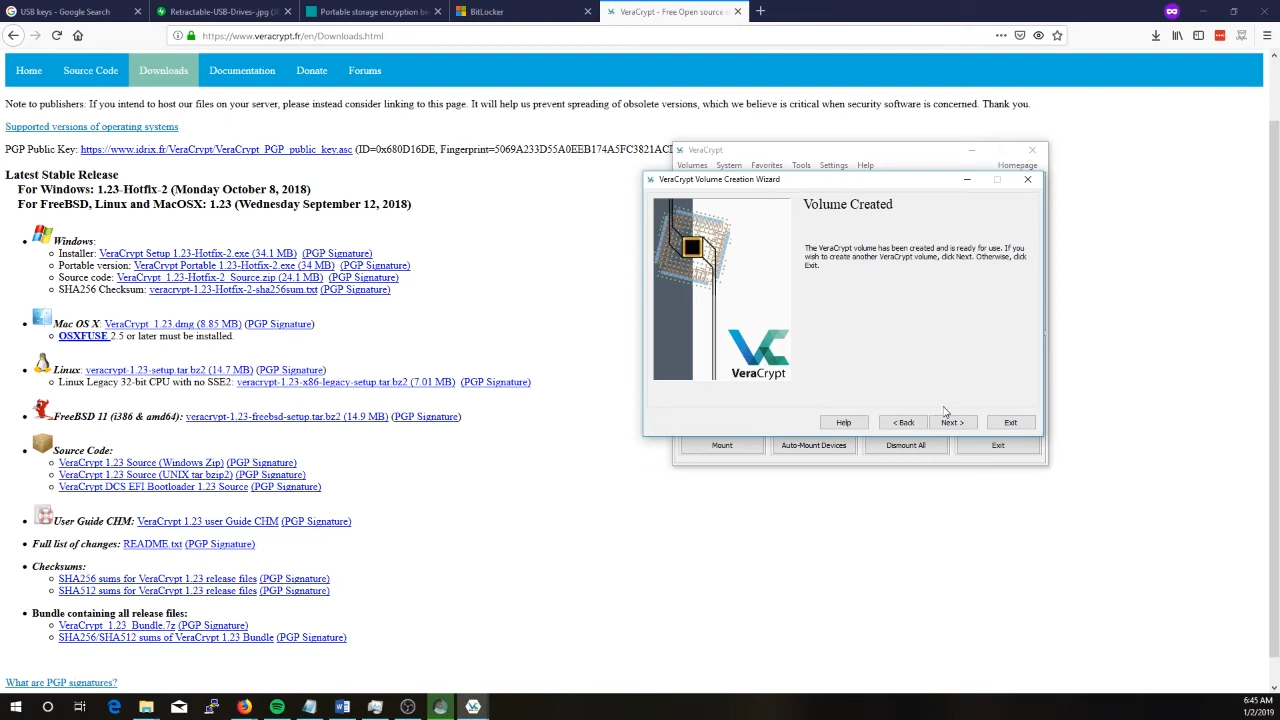 USB keys - Google Search
Retractable-USB-Drives-.jpg (
Portable storage encryption be
BitLocker
VeraCrypt - Free Open source
https://www.veracrypt.fr/en/Downloads.html
Home
Source Code
Downloads
Documentation
Donate
Forums
Note to publishers: If you intend to host our files on your server, please instead consider linking to this page. It will help us prevent spreading of obsolete versions, which we believe is critical when security software is concerned. Thank you.
Supported versions of operating systems
PGP Public Key: https://www.idrix.fr/VeraCrypt/VeraCrypt_PGP_public_key.asc (ID=0x680D16DE, Fingerprint=5069A233D55A0EEB174A5FC3821ACD
Latest Stable Release
For Windows: 1.23-Hotfix-2 (Monday October 8, 2018)
For FreeBSD, Linux and MacOSX: 1.23 (Wednesday September 12, 2018)
Windows:
Installer: VeraCrypt Setup 1.23-Hotfix-2.exe (34.1 MB) (PGP Signature)
Portable version: VeraCrypt Portable 1.23-Hotfix-2.exe (34 MB) (PGP Signature)
Source code: VeraCrypt_1.23-Hotfix-2_Source.zip (24.1 MB) (PGP Signature)
SHA256 Checksum: veracrypt-1.23-Hotfix-2-sha256sum.txt (PGP Signature)
Mac OS X: VeraCrypt_1.23.dmg (8.85 MB) (PGP Signature)
OSXFUSE 2.5 or later must be installed.
Linux: veracrypt-1.23-setup.tar.bz2 (14.7 MB) (PGP Signature)
Linux Legacy 32-bit CPU with no SSE2: veracrypt-1.23-x86-legacy-setup.tar.bz2 (7.01 MB) (PGP Signature)
FreeBSD 11 (i386 & amd64): veracrypt-1.23-freebsd-setup.tar.bz2 (14.9 MB) (PGP Signature)
Source Code:
VeraCrypt 1.23 Source (Windows Zip) (PGP Signature)
VeraCrypt 1.23 Source (UNIX tar bzip2) (PGP Signature)
VeraCrypt DCS EFI Bootloader 1.23 Source (PGP Signature)
User Guide CHM: VeraCrypt 1.23 user Guide CHM (PGP Signature)
Full list of changes: README.txt (PGP Signature)
Checksums:
SHA256 sums for VeraCrypt 1.23 release files (PGP Signature)
SHA512 sums for VeraCrypt 1.23 release files (PGP Signature)
Bundle containing all release files:
VeraCrypt_1.23_Bundle.7z (PGP Signature)
SHA256/SHA512 sums of VeraCrypt 1.23 Bundle (PGP Signature)
What are PGP signatures?
VeraCrypt
Volumes
System
Favorites
Tools
Settings
Help
Homepage
VeraCrypt Volume Creation Wizard
Volume Created
The VeraCrypt volume has been created and is ready for use. If you
wish to create another VeraCrypt volume, click Next. Otherwise, click
Exit.
VeraCrypt
Help
< Back
Next >
Exit
Mount
Auto-Mount Devices
Dismount All
Exit
6:45 AM
1/2/2019